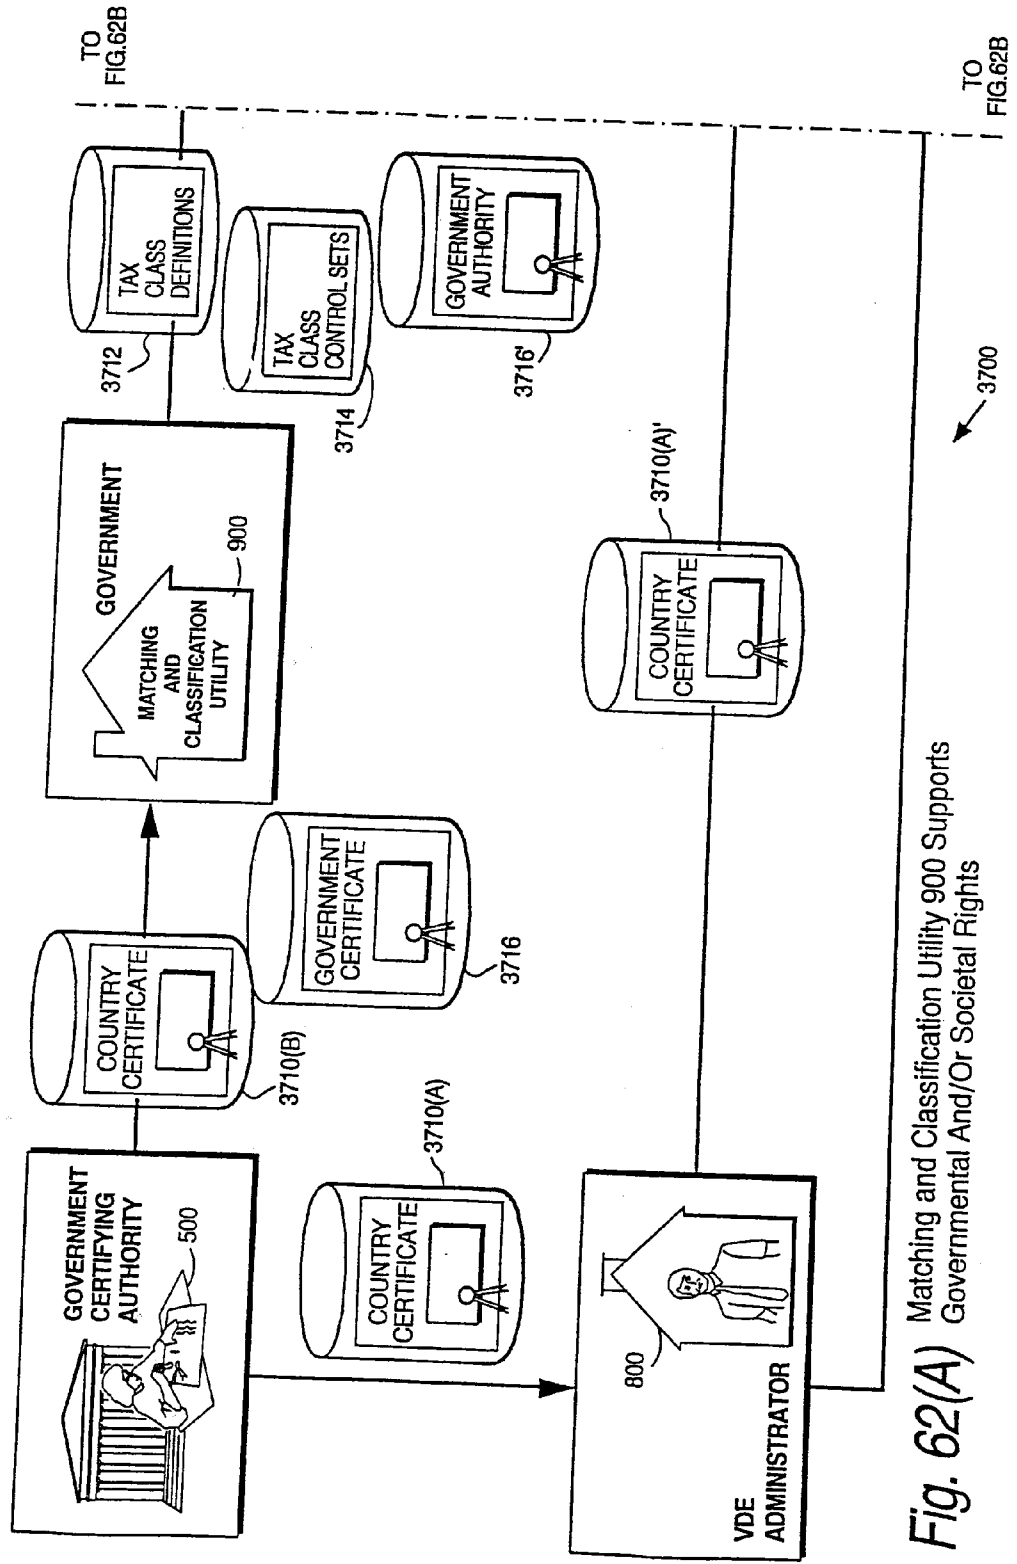 GOVERNMENT
CERTIFYING
AUTHORITY
500
COUNTRY
CERTIFICATE
3710(B)
GOVERNMENT
CERTIFICATE
3716
GOVERNMENT
MATCHING
AND
CLASSIFICATION
UTILITY
900
TAX
CLASS
DEFINITIONS
3712
TAX
CLASS
CONTROL SETS
3714
GOVERNMENT
AUTHORITY
3716'
TO
FIG.62B
COUNTRY
CERTIFICATE
3710(A)
COUNTRY
CERTIFICATE
3710(A)'
800
VDE
ADMINISTRATOR
3700
TO
FIG.62B
Fig. 62(A) Matching and Classification Utility 900 Supports
Governmental And/Or Societal Rights